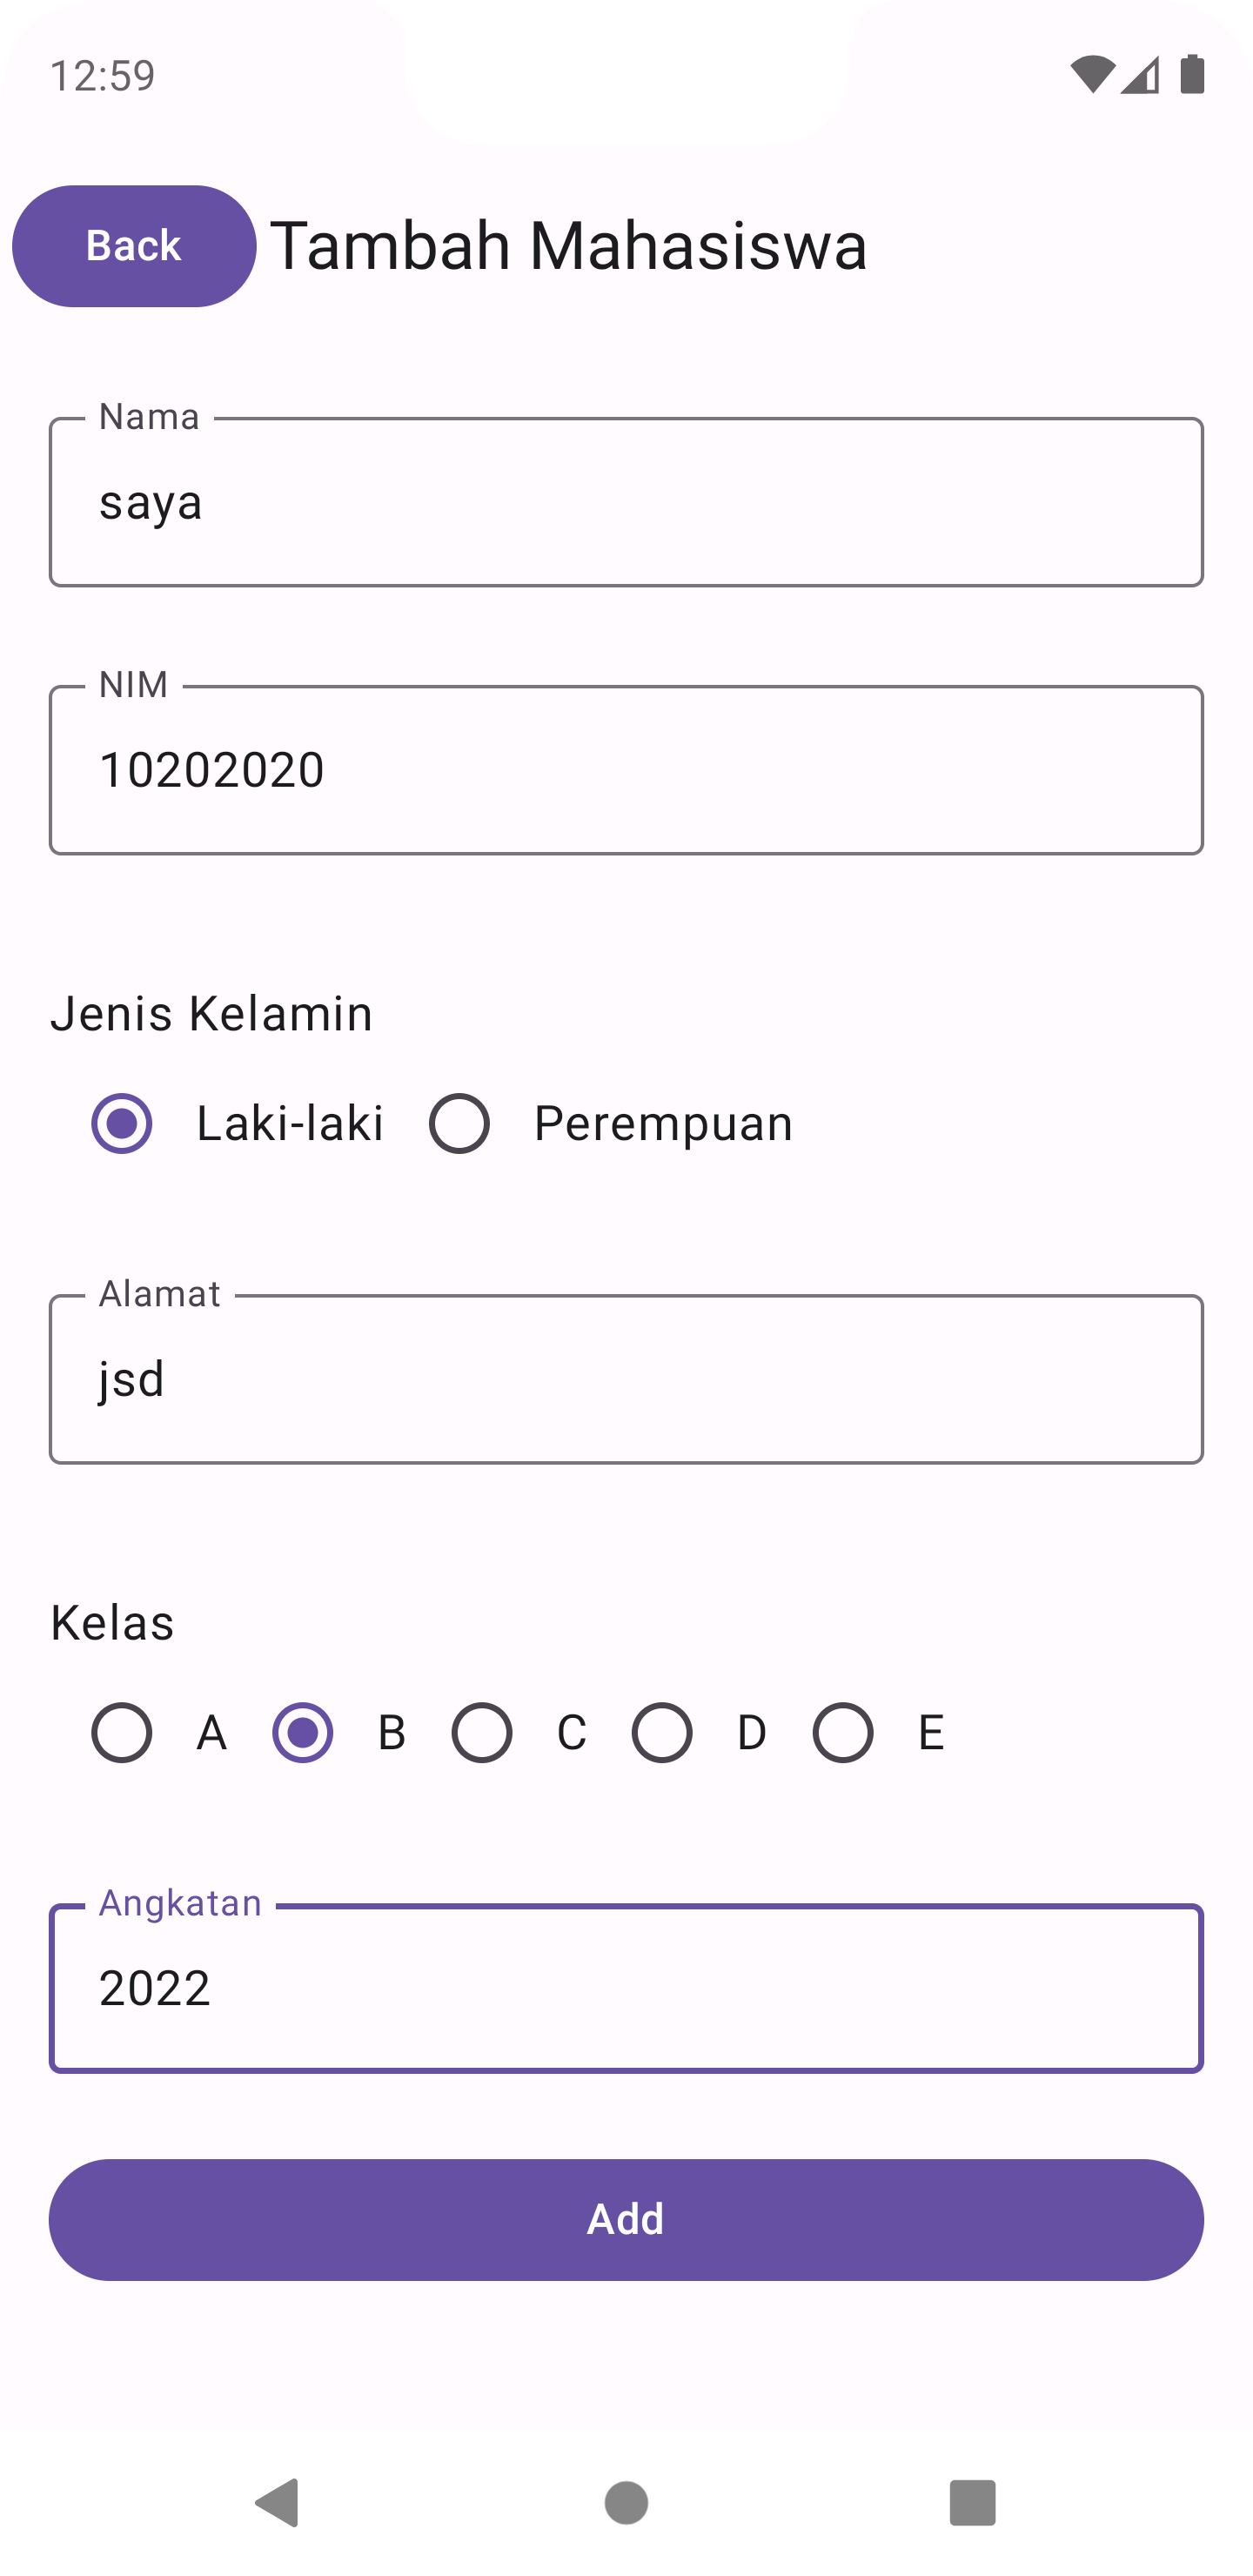 12:59
Back Tambah Mahasiswa
Nama
saya
NIM
10202020
Jenis Kelamin
Laki-laki Perempuan
Alamat
jsd
Kelas
A B C D E
Angkatan
2022
Add